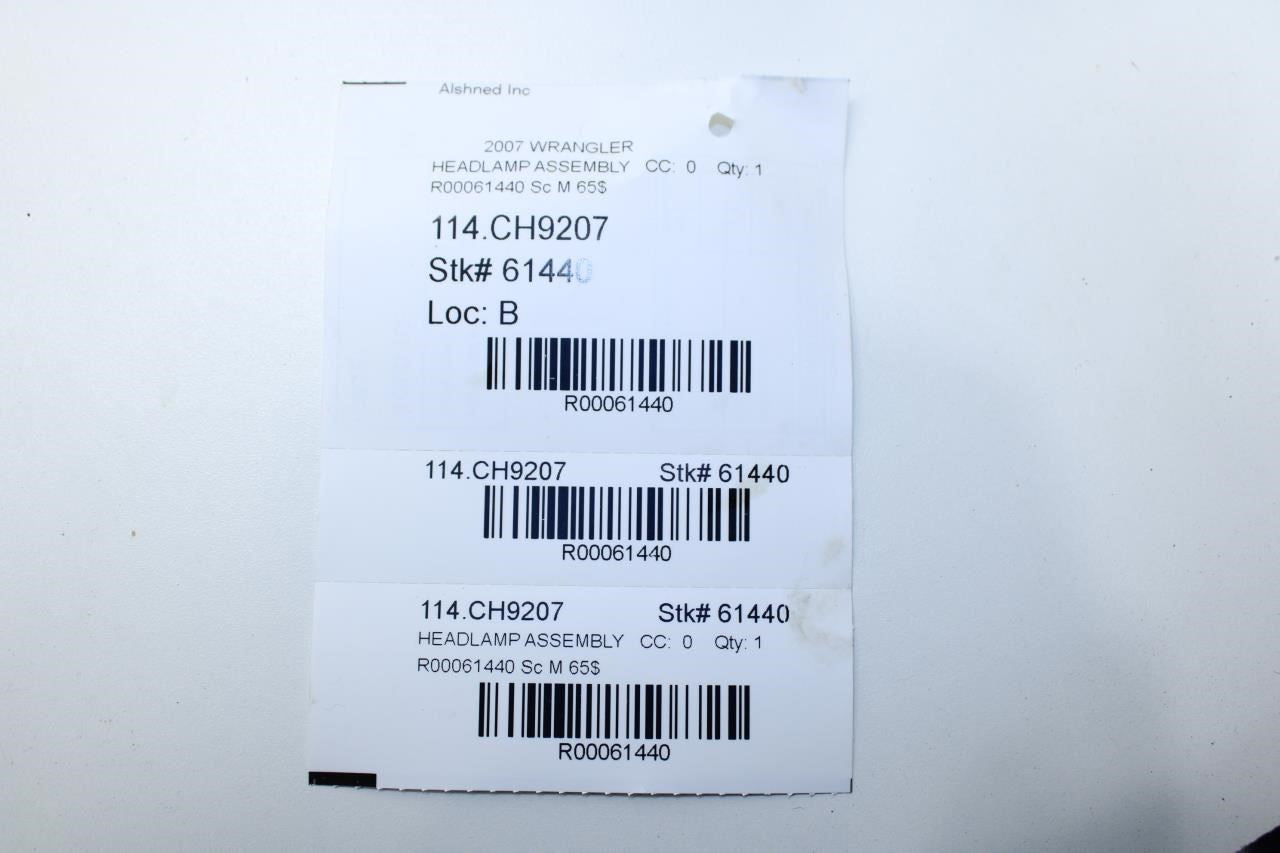 Alshned Inc
2007 WRANGLER
HEADLAMP ASSEMBLY CC: 0 Qty: 1
R00061440 Sc M 65$
114.CH9207
Stk# 61440
Loc: B
R00061440
114.CH9207 Stk# 61440
R00061440
114.CH9207 Stk# 61440
HEADLAMP ASSEMBLY CC: 0 Qty: 1
R00061440 Sc M 65$
R00061440